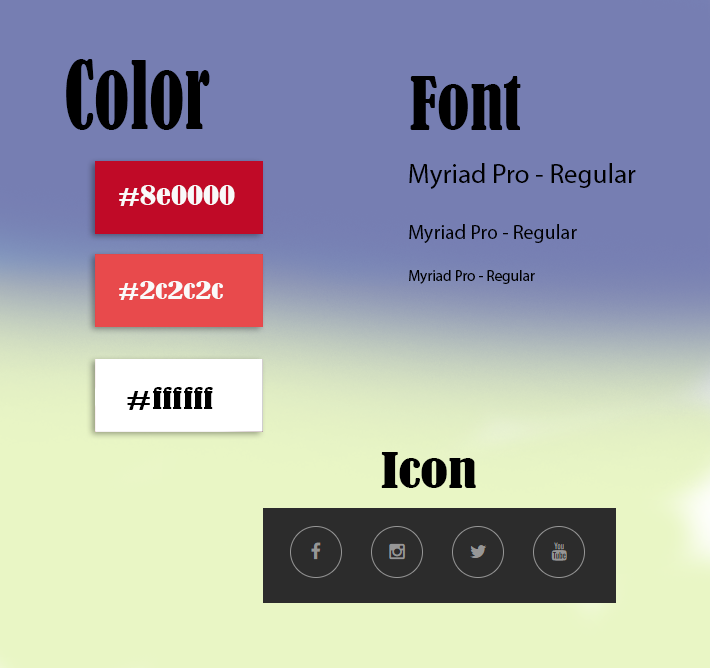 Color
#8e0000
#2c2c2c
#ffffff
Font
Myriad Pro - Regular
Myriad Pro - Regular
Myriad Pro - Regular
Icon
You
Tube